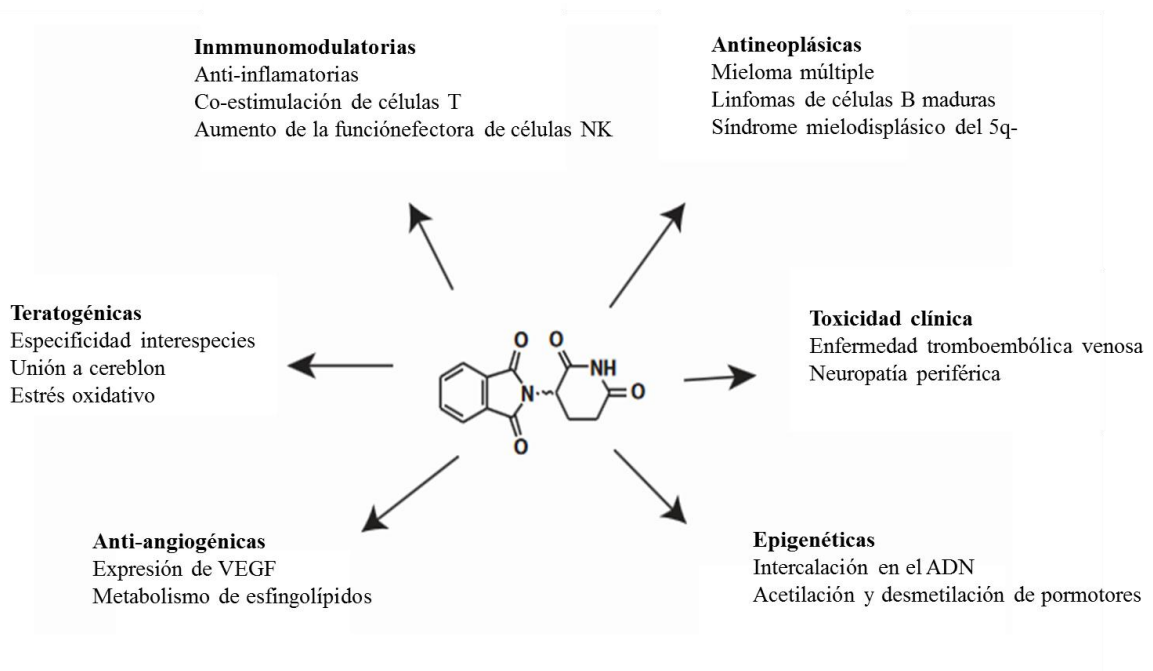 Inmmunomodulatorias
Anti-inflamatorias
Co-estimulación de células T
Aumento de la funciónefectora de células NK
Antineoplásicas
Mieloma múltiple
Linfomas de células B maduras
Síndrome mielodisplásico del 5q-
Teratogénicas
Especificidad interespecies
Unión a cereblon
Estrés oxidativo
O O
NH
N
O
O
Toxicidad clínica
Enfermedad tromboembólica venosa
Neuropatía periférica
Anti-angiogénicas
Expresión de VEGF
Metabolismo de esfingolípidos
Epigenéticas
Intercalación en el ADN
Acetilación y desmetilación de pormotores